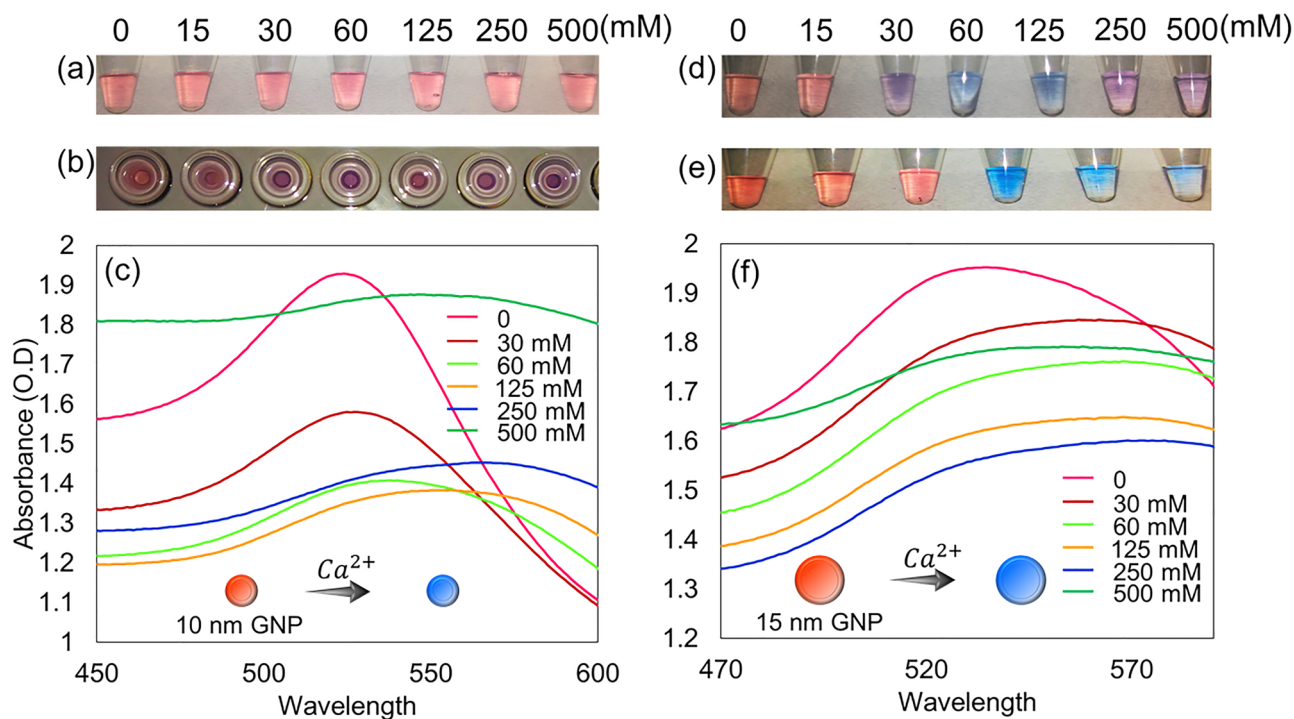 0 15 30 60 125 250 500(mM)
(a)
(b)
2
1.9
1.8
1.7
1.6
1.5
1.4
1.3
1.2
1.1
1
Absorbance (O.D)
(c)
0
30 mM
60 mM
125 mM
250 mM
500 mM
Ca²⁺
10 nm GNP
450 500 550 600
Wavelength
0 15 30 60 125 250 500(mM)
(d)
(e)
2
1.9
1.8
1.7
1.6
1.5
1.4
1.3
1.2
(f)
0
30 mM
60 mM
125 mM
250 mM
500 mM
Ca²⁺
15 nm GNP
470 520 570
Wavelength